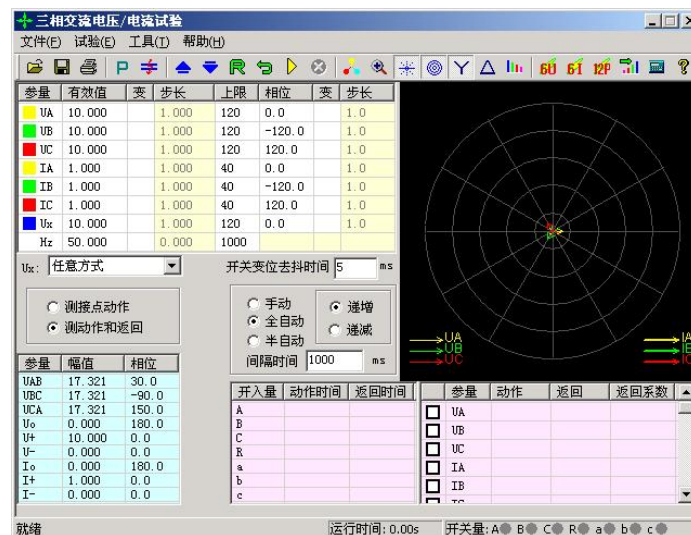 三相交流电压/电流试验
文件(F) 试验(E) 工具(T) 帮助(H)
P R 6U 6I 12P ?
参量 有效值 变 步长 上限 相位 变 步长
UA 10.000 1.000 120 0.0 1.0
UB 10.000 1.000 120 -120.0 1.0
UC 10.000 1.000 120 120.0 1.0
IA 1.000 1.000 40 0.0 1.0
IB 1.000 1.000 40 -120.0 1.0
IC 1.000 1.000 40 120.0 1.0
Ux 10.000 1.000 120 0.0 1.0
Hz 50.000 0.000 1000
Ux: 任意方式 开关变位去抖时间 5 ms
测接点动作
测动作和返回
手动
全自动
半自动
递增
递减
间隔时间 1000 ms
UA
UB
UC
IA
IB
IC
参量 幅值 相位
UAB 17.321 30.0
UBC 17.321 -90.0
UCA 17.321 150.0
Uo 0.000 180.0
U+ 10.000 0.0
U- 0.000 0.0
Io 0.000 180.0
I+ 1.000 0.0
I- 0.000 0.0
开入量 动作时间 返回时间
A
B
C
R
a
b
c
参量 动作 返回 返回系数
UA
UB
UC
IA
IB
IC
就绪 运行时间: 0.00s 开关量: A B C R a b c